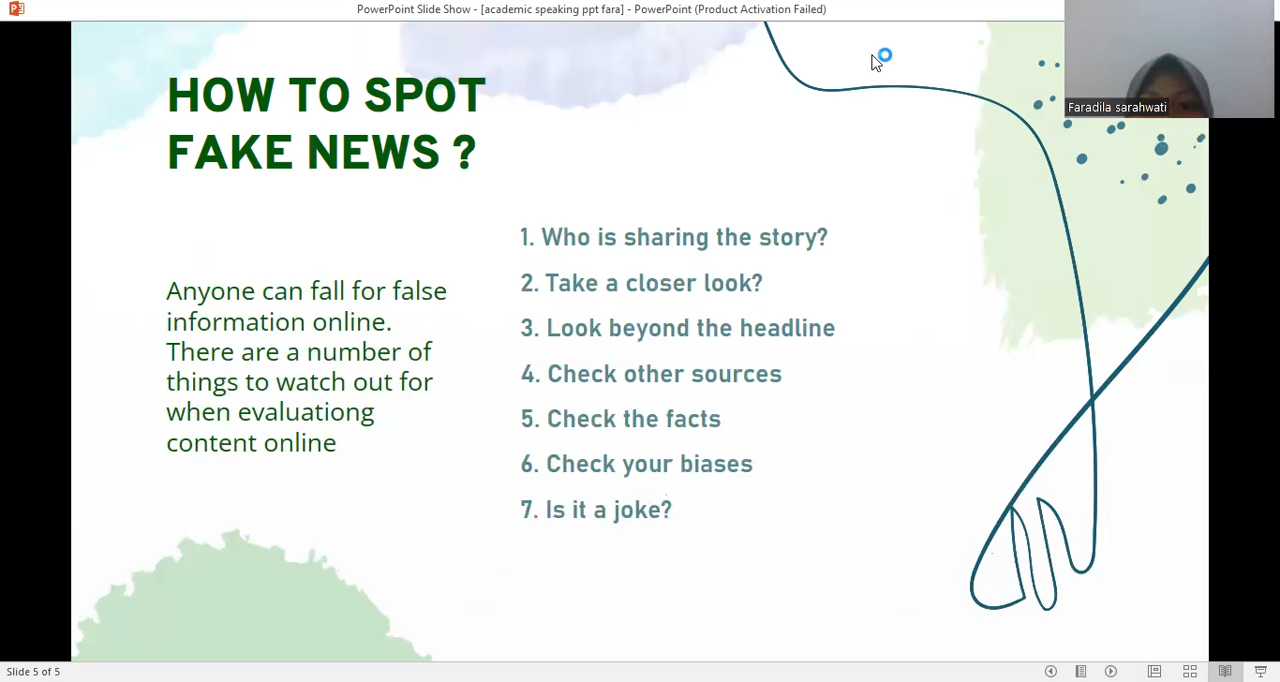 PowerPoint Slide Show - [academic speaking ppt fara] - PowerPoint (Product Activation Failed)
Faradila sarahwati
HOW TO SPOT
FAKE NEWS ?
Anyone can fall for false
information online.
There are a number of
things to watch out for
when evaluationg
content online
1. Who is sharing the story?
2. Take a closer look?
3. Look beyond the headline
4. Check other sources
5. Check the facts
6. Check your biases
7. Is it a joke?
Slide 5 of 5